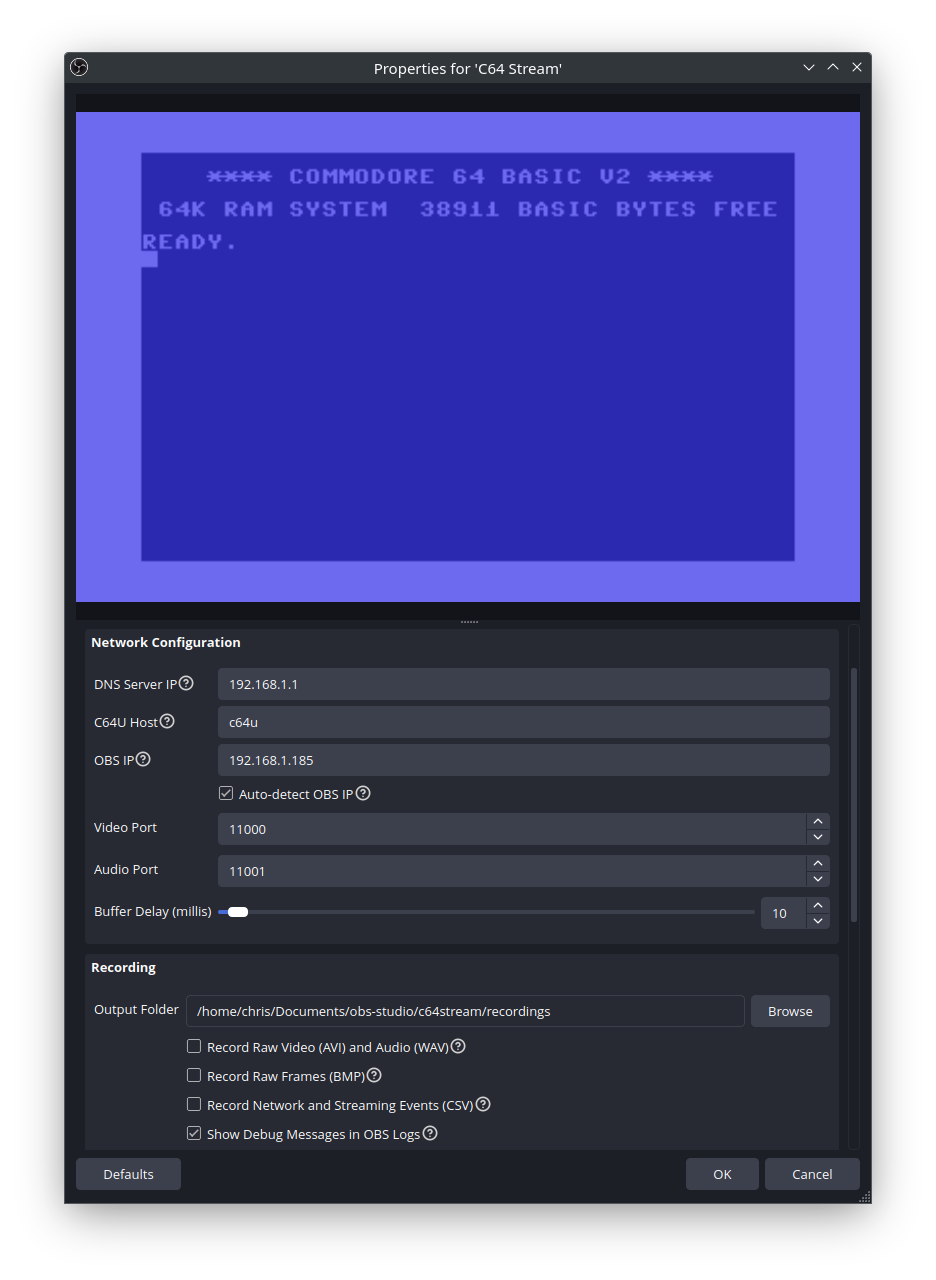 Properties for 'C64 Stream'
**** COMMODORE 64 BASIC V2 ****
64K RAM SYSTEM  38911 BASIC BYTES FREE
READY.
Network Configuration
DNS Server IP 192.168.1.1
C64U Host c64u
OBS IP 192.168.1.185
Auto-detect OBS IP
Video Port 11000
Audio Port 11001
Buffer Delay (millis) 10
Recording
Output Folder /home/chris/Documents/obs-studio/c64stream/recordings Browse
Record Raw Video (AVI) and Audio (WAV)
Record Raw Frames (BMP)
Record Network and Streaming Events (CSV)
Show Debug Messages in OBS Logs
Defaults OK Cancel